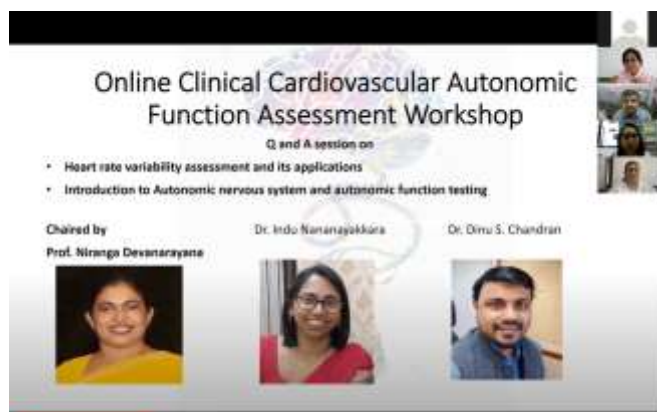 Online Clinical Cardiovascular Autonomic
Function Assessment Workshop
Q and A session on
• Heart rate variability assessment and its applications
• Introduction to Autonomic nervous system and autonomic function testing
Chaired by
Prof. Niranga Devanarayana
Dr. Indu Nananayakkara
Dr. Dinu S. Chandran